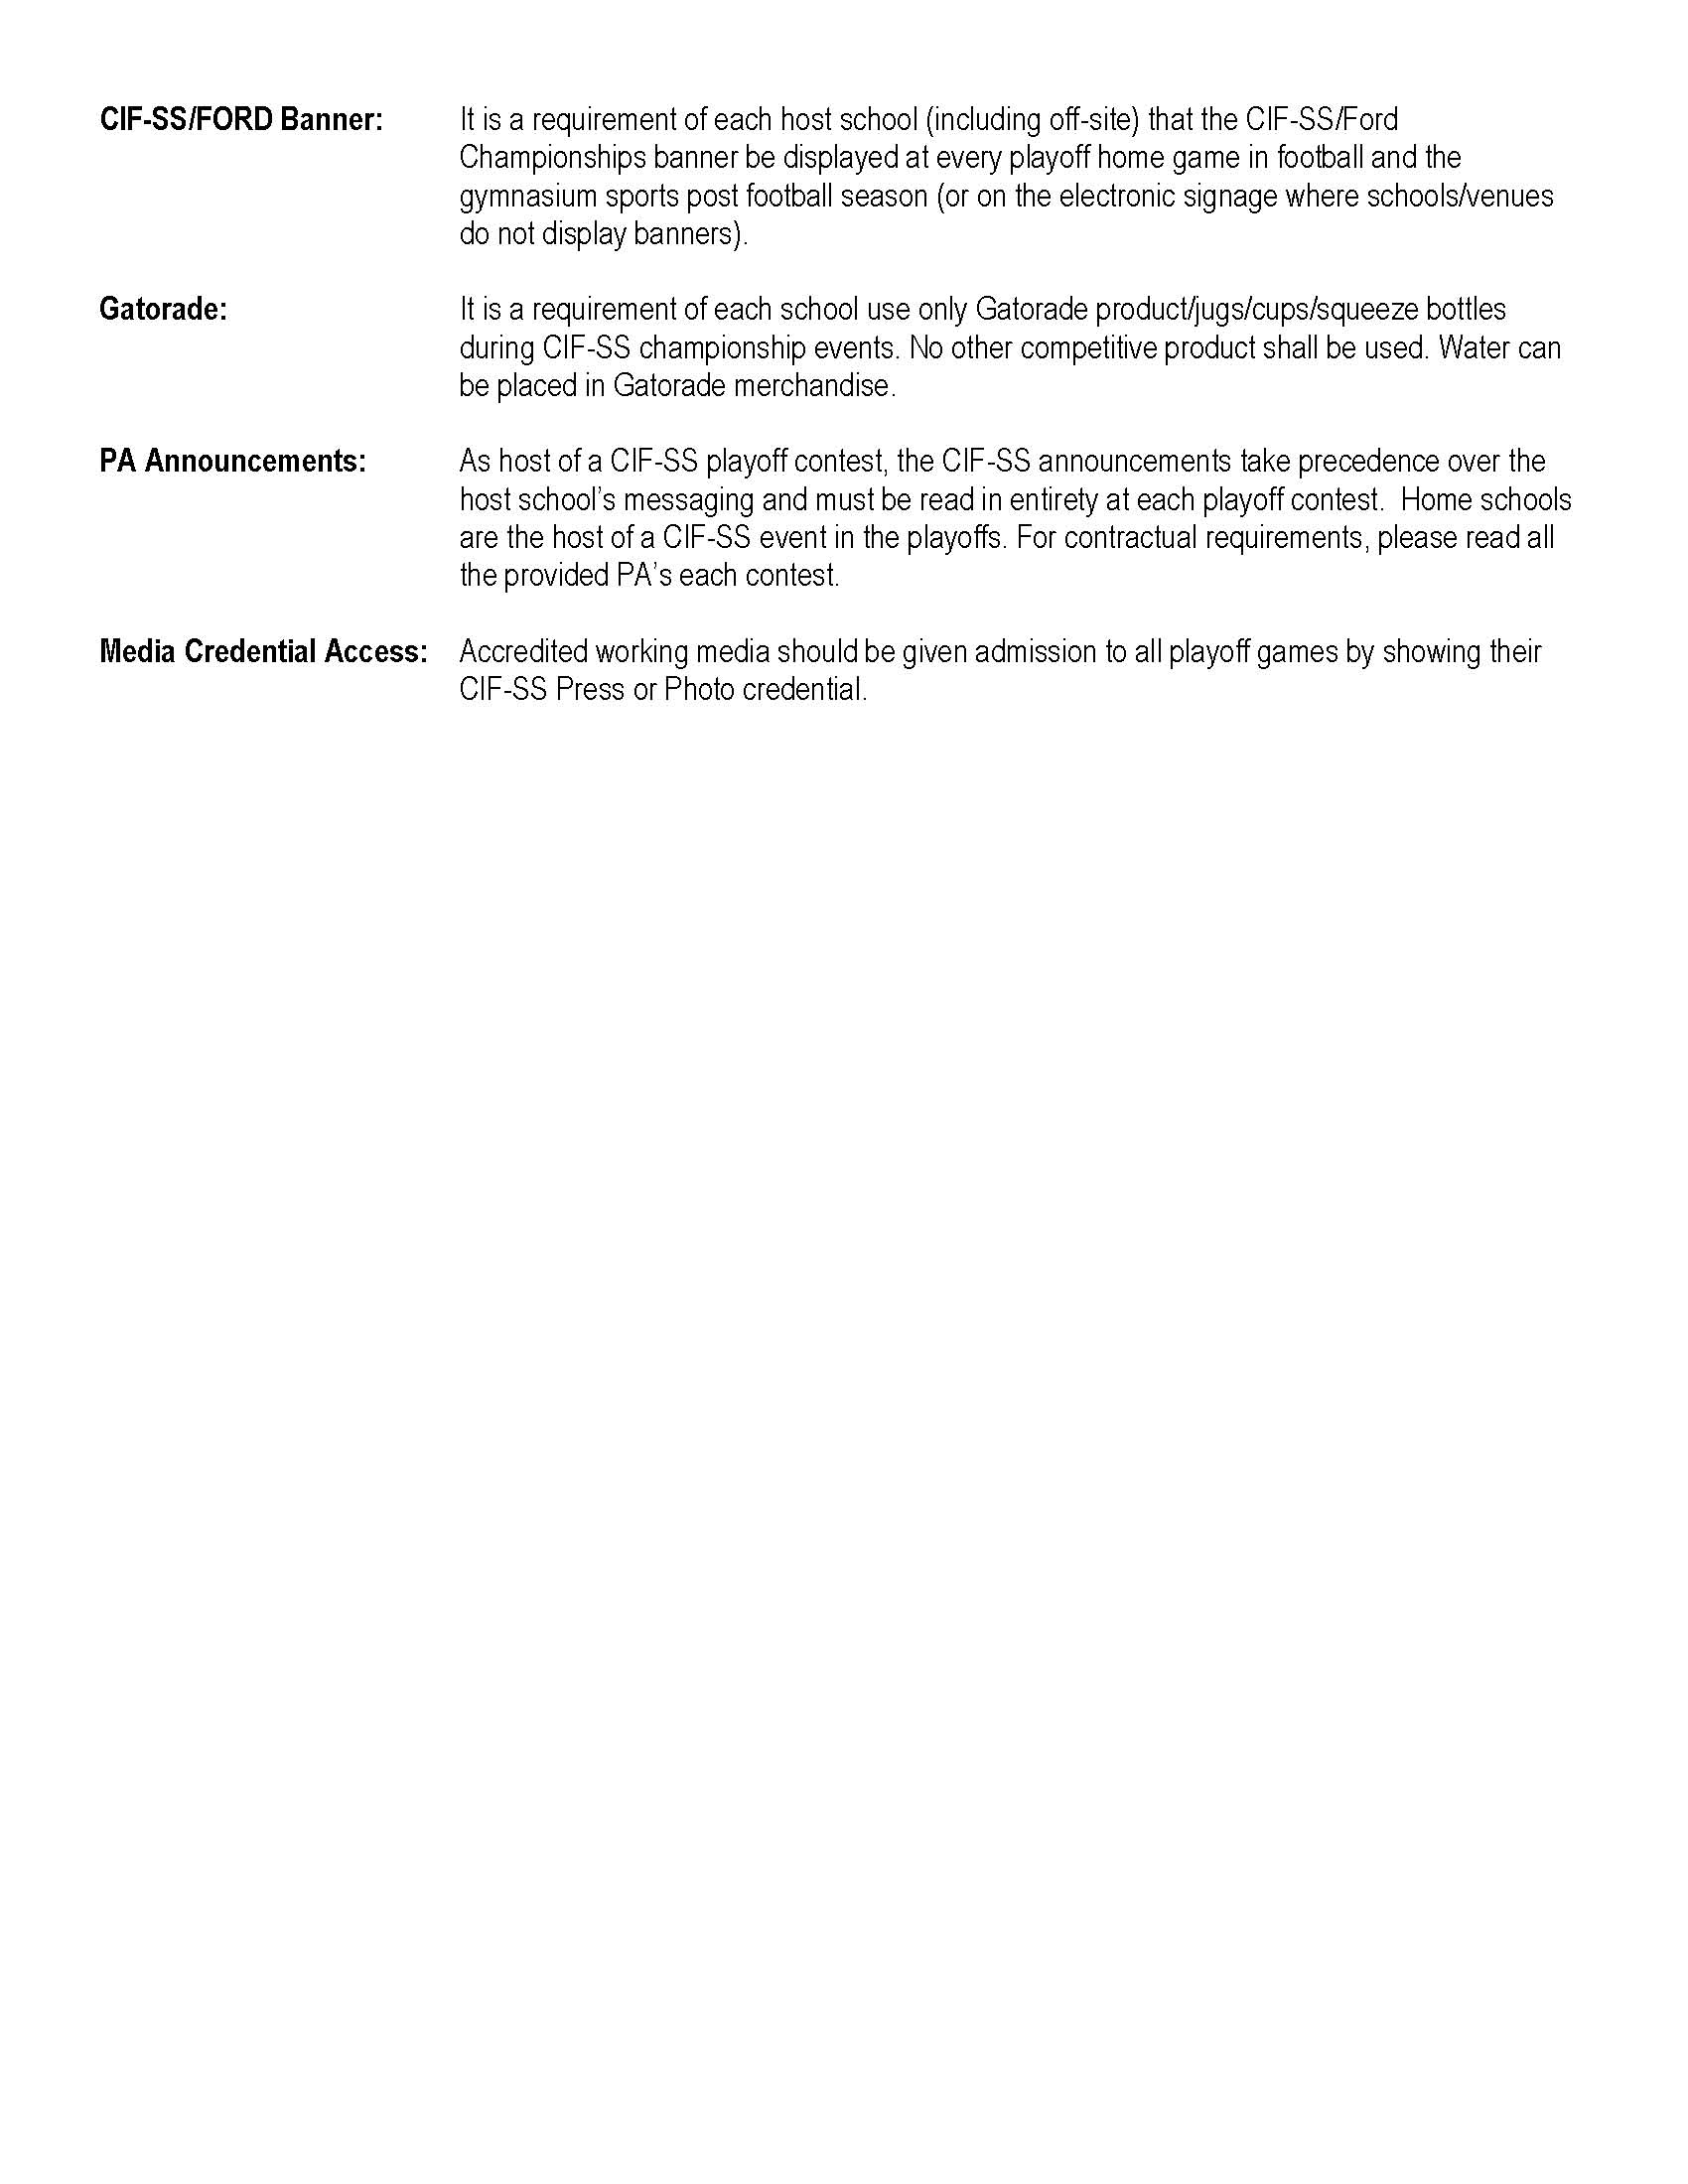 CIF-SS/FORD Banner: It is a requirement of each host school (including off-site) that the CIF-SS/Ford
Championships banner be displayed at every playoff home game in football and the
gymnasium sports post football season (or on the electronic signage where schools/venues
do not display banners).
Gatorade: It is a requirement of each school use only Gatorade product/jugs/cups/squeeze bottles
during CIF-SS championship events. No other competitive product shall be used. Water can
be placed in Gatorade merchandise.
PA Announcements: As host of a CIF-SS playoff contest, the CIF-SS announcements take precedence over the
host school’s messaging and must be read in entirety at each playoff contest.  Home schools
are the host of a CIF-SS event in the playoffs. For contractual requirements, please read all
the provided PA’s each contest.
Media Credential Access: Accredited working media should be given admission to all playoff games by showing their
CIF-SS Press or Photo credential.